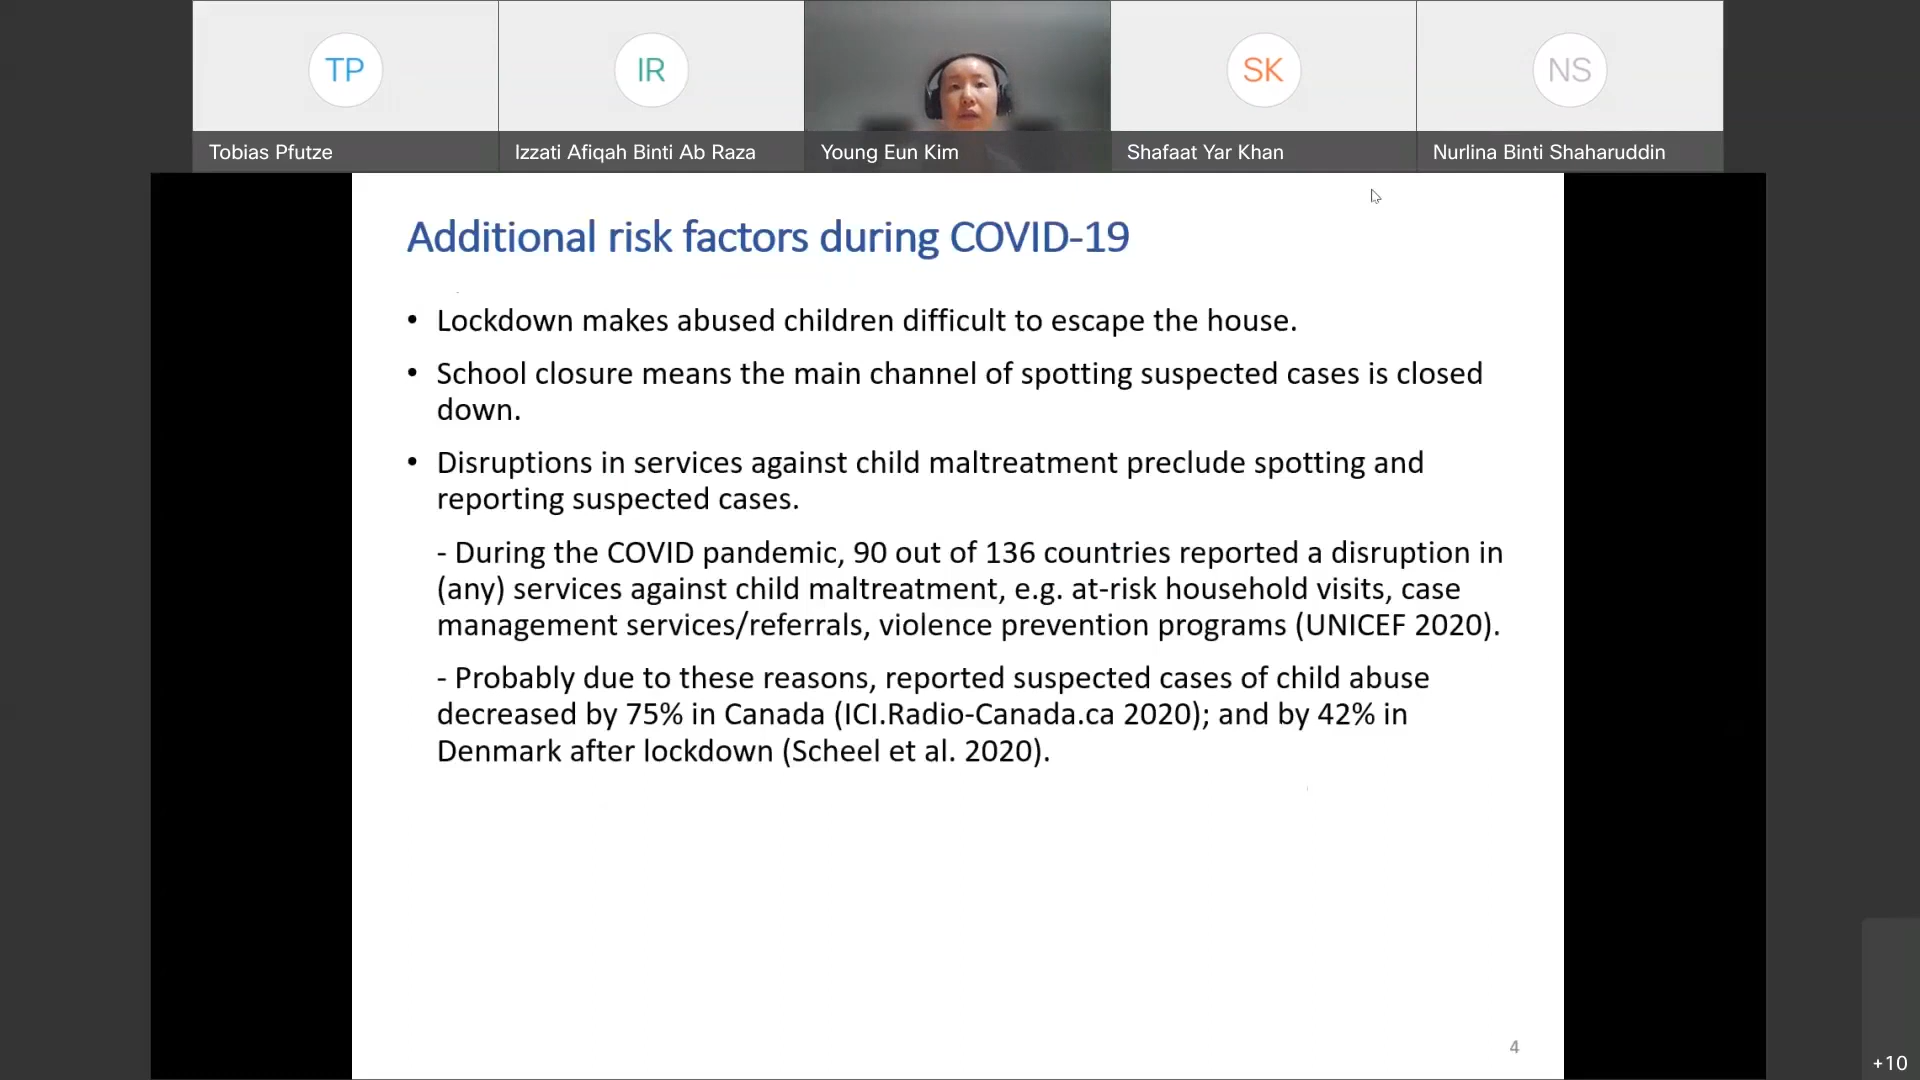 TP
IR
SK
NS
Tobias Pfutze
Izzati Afiqah Binti Ab Raza
Young Eun Kim
Shafaat Yar Khan
Nurlina Binti Shaharuddin
Additional risk factors during COVID-19
• Lockdown makes abused children difficult to escape the house.
• School closure means the main channel of spotting suspected cases is closed
down.
• Disruptions in services against child maltreatment preclude spotting and
reporting suspected cases.
- During the COVID pandemic, 90 out of 136 countries reported a disruption in
(any) services against child maltreatment, e.g. at-risk household visits, case
management services/referrals, violence prevention programs (UNICEF 2020).
- Probably due to these reasons, reported suspected cases of child abuse
decreased by 75% in Canada (ICI.Radio-Canada.ca 2020); and by 42% in
Denmark after lockdown (Scheel et al. 2020).
4
+10